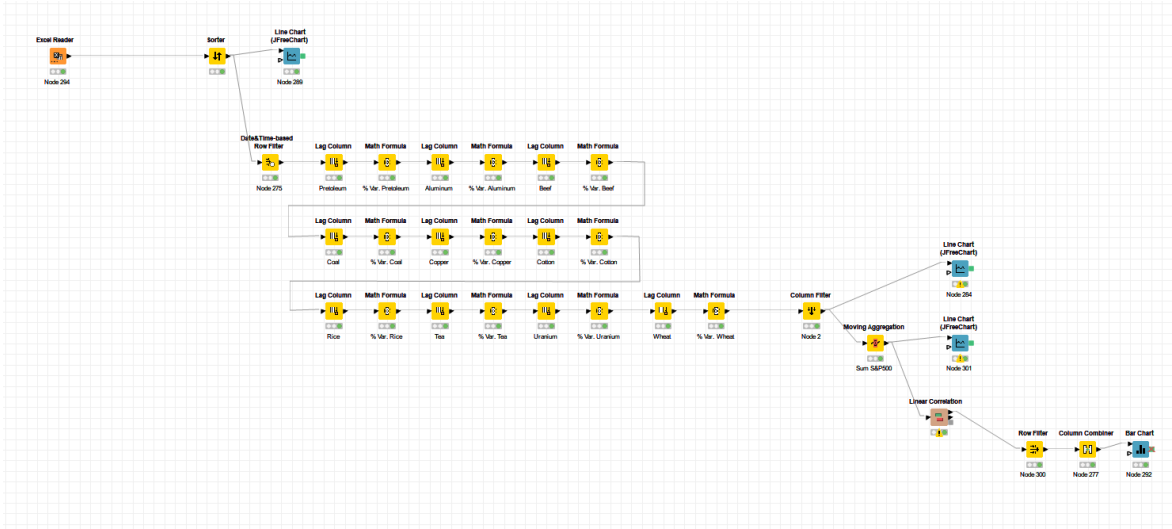 Excel Reader
Node 294
Sorter
Line Chart
(JFreeChart)
Node 289
Date&Time-based
Row Filter
Node 275
Lag Column
Pretoleum
Math Formula
% Var. Pretoleum
Lag Column
Aluminum
Math Formula
% Var. Aluminum
Lag Column
Beef
Math Formula
% Var. Beef
Lag Column
Coal
Math Formula
% Var. Coal
Lag Column
Copper
Math Formula
% Var. Copper
Lag Column
Cotton
Math Formula
% Var. Cotton
Lag Column
Rice
Math Formula
% Var. Rice
Lag Column
Tea
Math Formula
% Var. Tea
Lag Column
Uranium
Math Formula
% Var. Uranium
Lag Column
Wheat
Math Formula
% Var. Wheat
Column Filter
Node 2
Line Chart
(JFreeChart)
Node 284
Moving Aggregation
Sum S&P500
Line Chart
(JFreeChart)
Node 301
Linear Correlation
Row Filter
Node 300
Column Combiner
Node 277
Bar Chart
Node 292